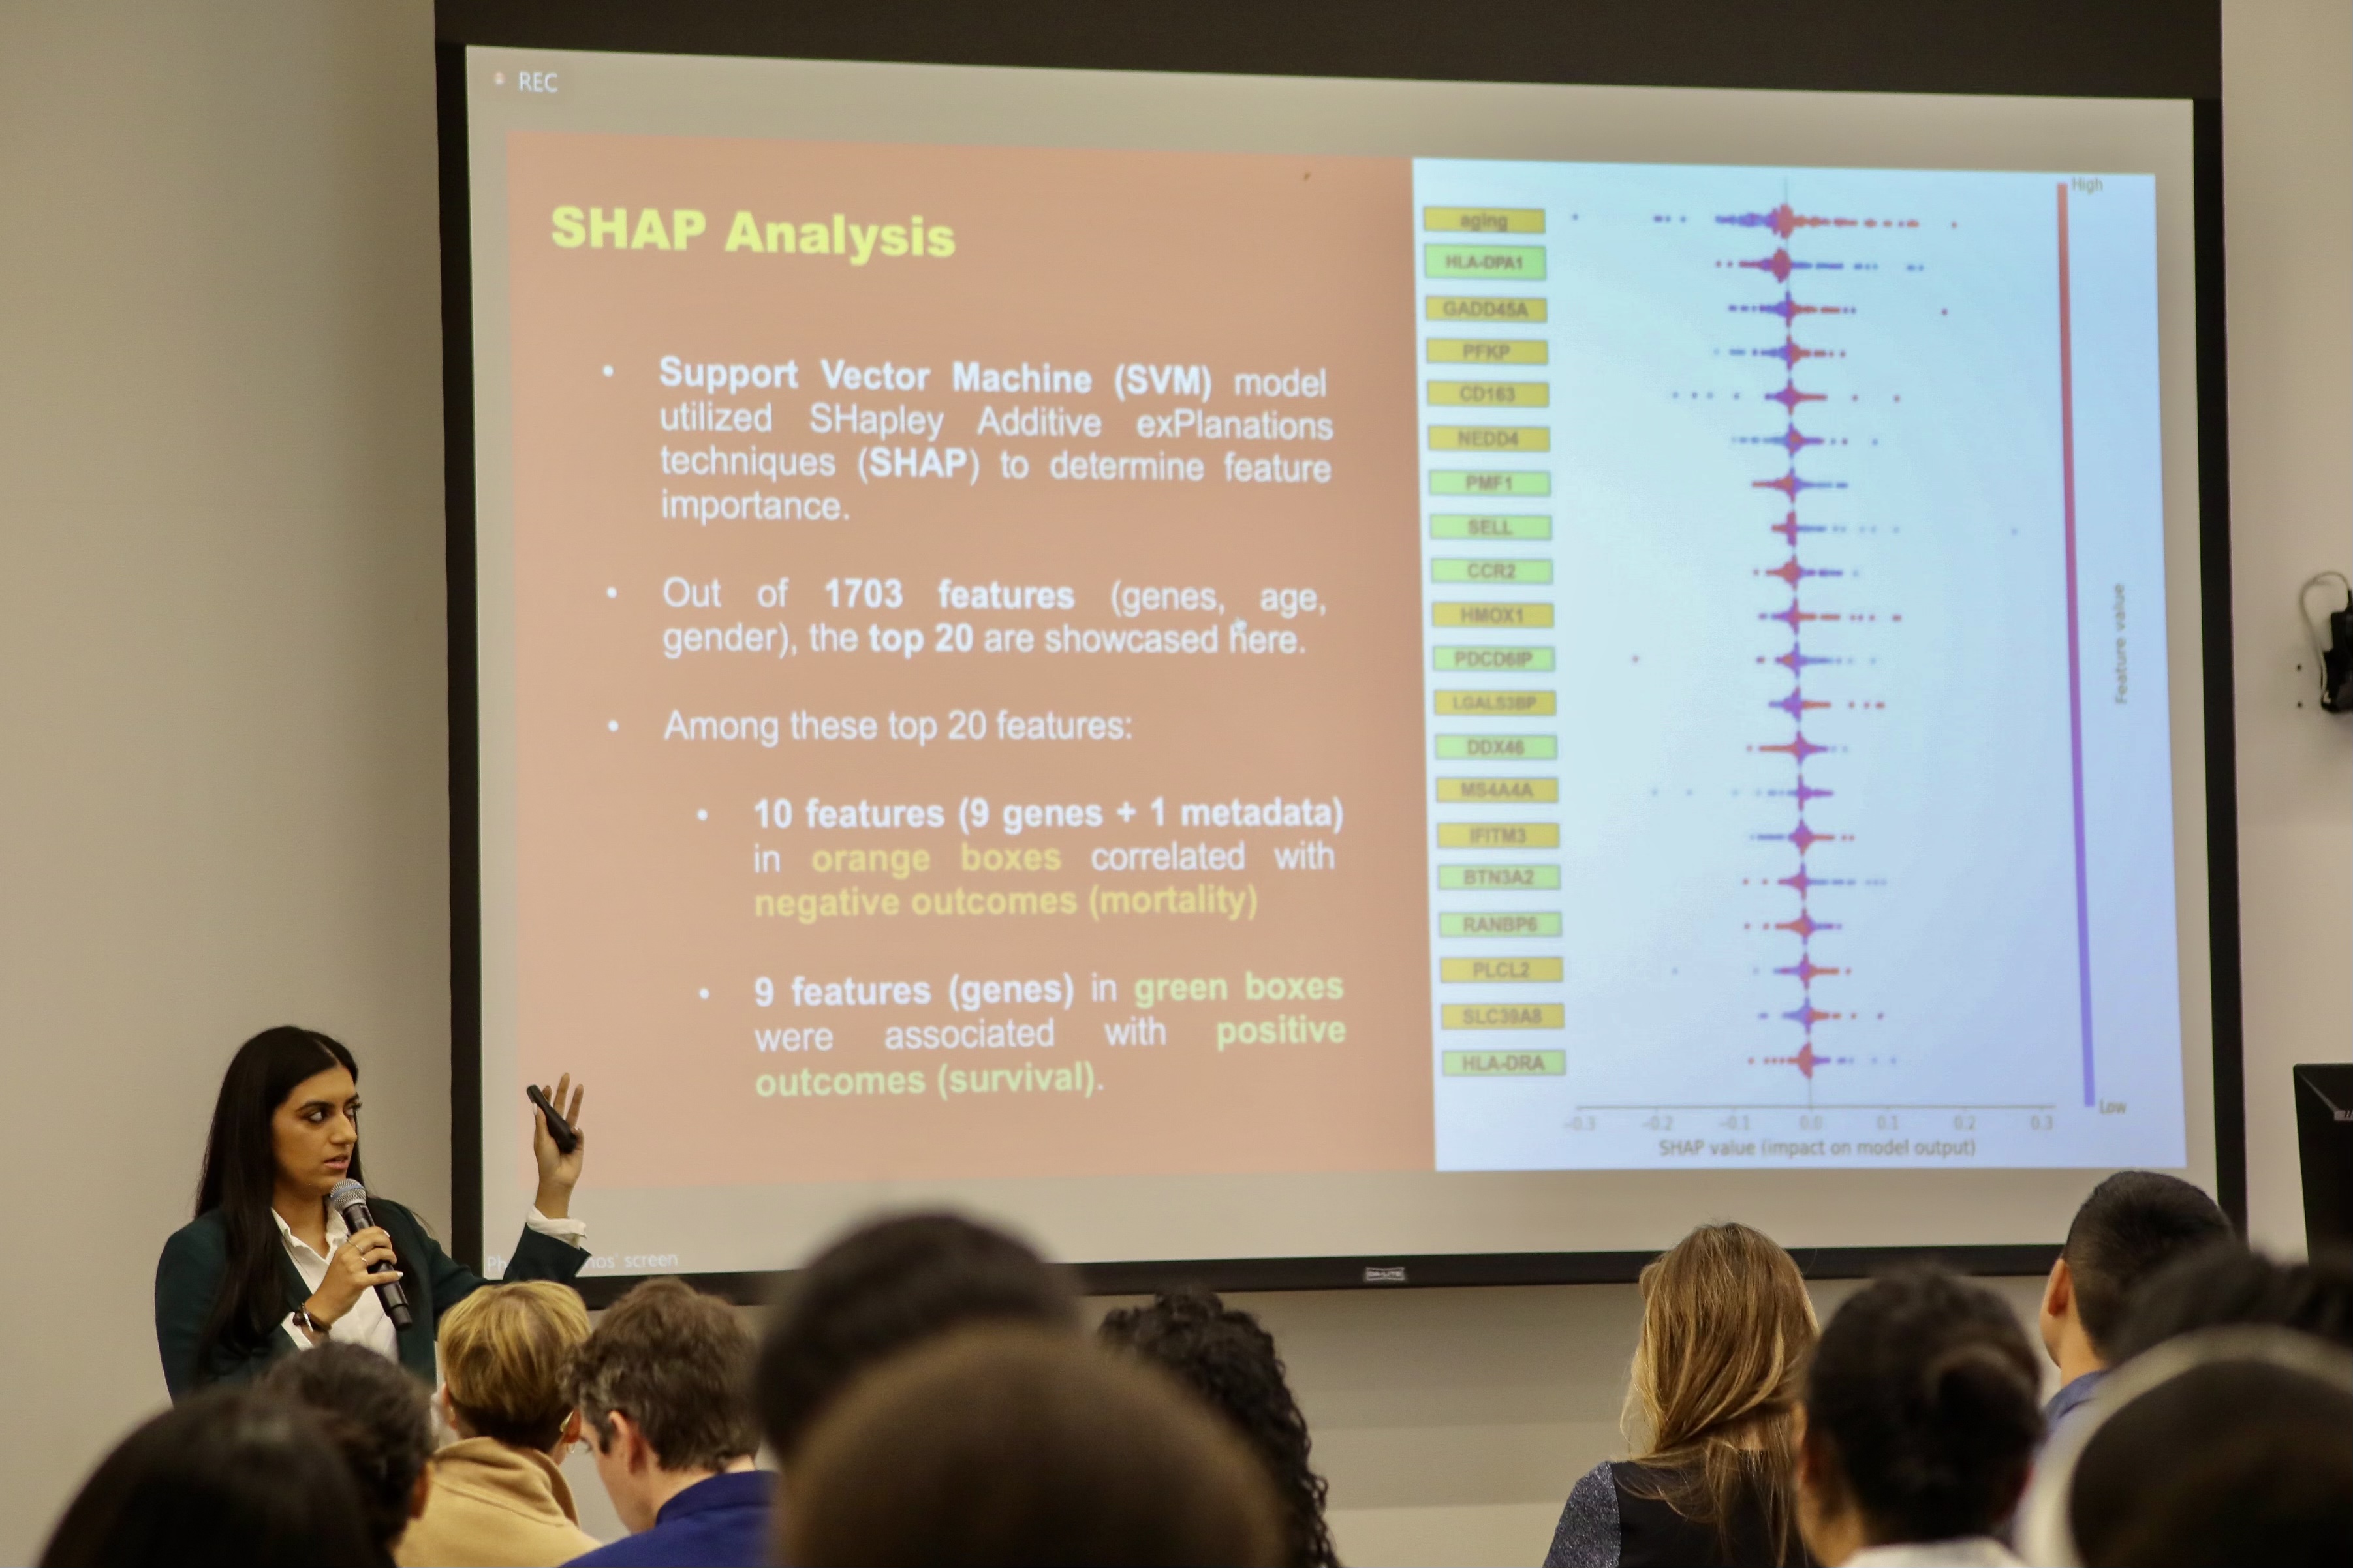 REC
SHAP Analysis
• Support Vector Machine (SVM) model
utilized SHapley Additive exPlanations
techniques (SHAP) to determine feature
importance.
• Out of 1703 features (genes, age,
gender), the top 20 are showcased here.
• Among these top 20 features:
• 10 features (9 genes + 1 metadata)
in orange boxes correlated with
negative outcomes (mortality)
• 9 features (genes) in green boxes
were associated with positive
outcomes (survival).
High
aging
HLA-DPA1
GADD45A
PFKP
CD163
NEDD4
PMF1
SELL
CCR2
HMOX1
PDCD6IP
LGALS3BP
DDX46
MS4A4A
IFITM3
BTN3A2
RANBP6
PLCL2
SLC39A8
HLA-DRA
Feature value
Low
-0.3 -0.2 -0.1 0.0 0.1 0.2 0.3
SHAP value (impact on model output)
screen
DA-LITE